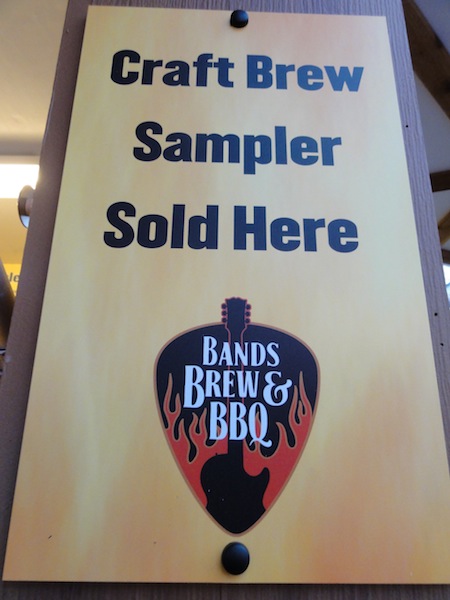 Craft Brew
Sampler
Sold Here
BANDS
BREW &
BBQ